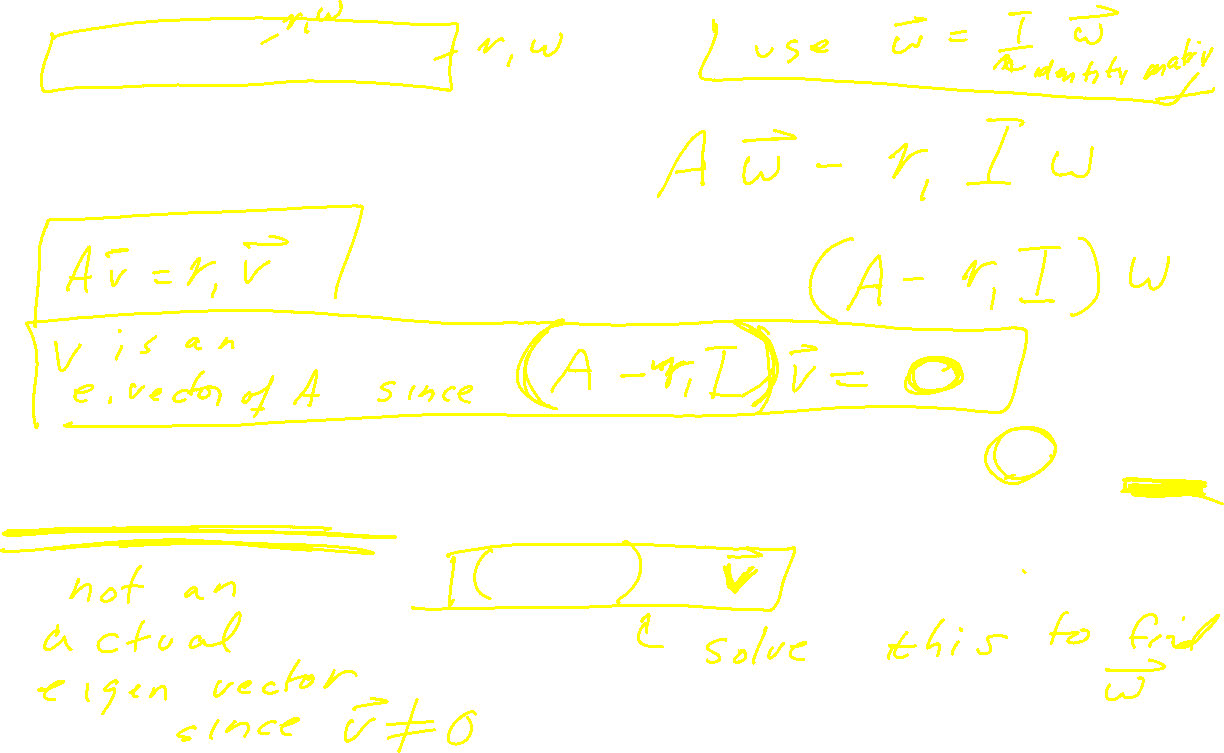 r, w
r, w
use w⃗ = I w⃗
identity matrix
A w⃗ - r₁ I w
A v⃗ = r₁ v⃗
(A - r₁ I) w
V is an
e.vector of A since (A - r₁ I) v⃗ = 0
v⃗
not an
actual
eigen vector
since v⃗ ≠ 0
solve this to find
w⃗